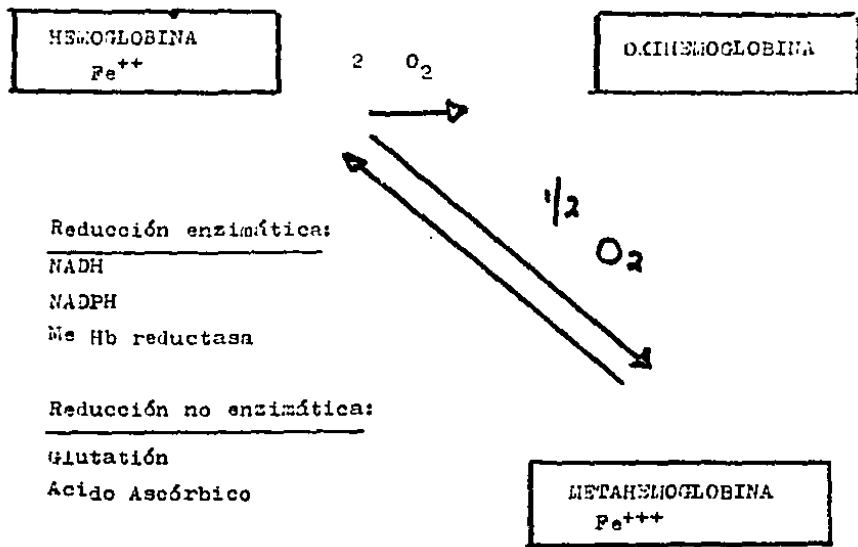 HEMOGLOBINA
Fe++
2 O2
OXIHEMOGLOBINA
1/2
O2
Reducción enzimática:
NADH
NADPH
Me Hb reductasa
Reducción no enzimática:
Glutatión
Acido Ascórbico
METAHEMOGLOBINA
Fe+++